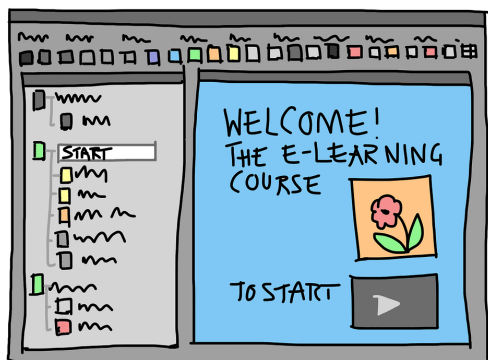 START
WELCOME!
THE E-LEARNING
COURSE
TO START